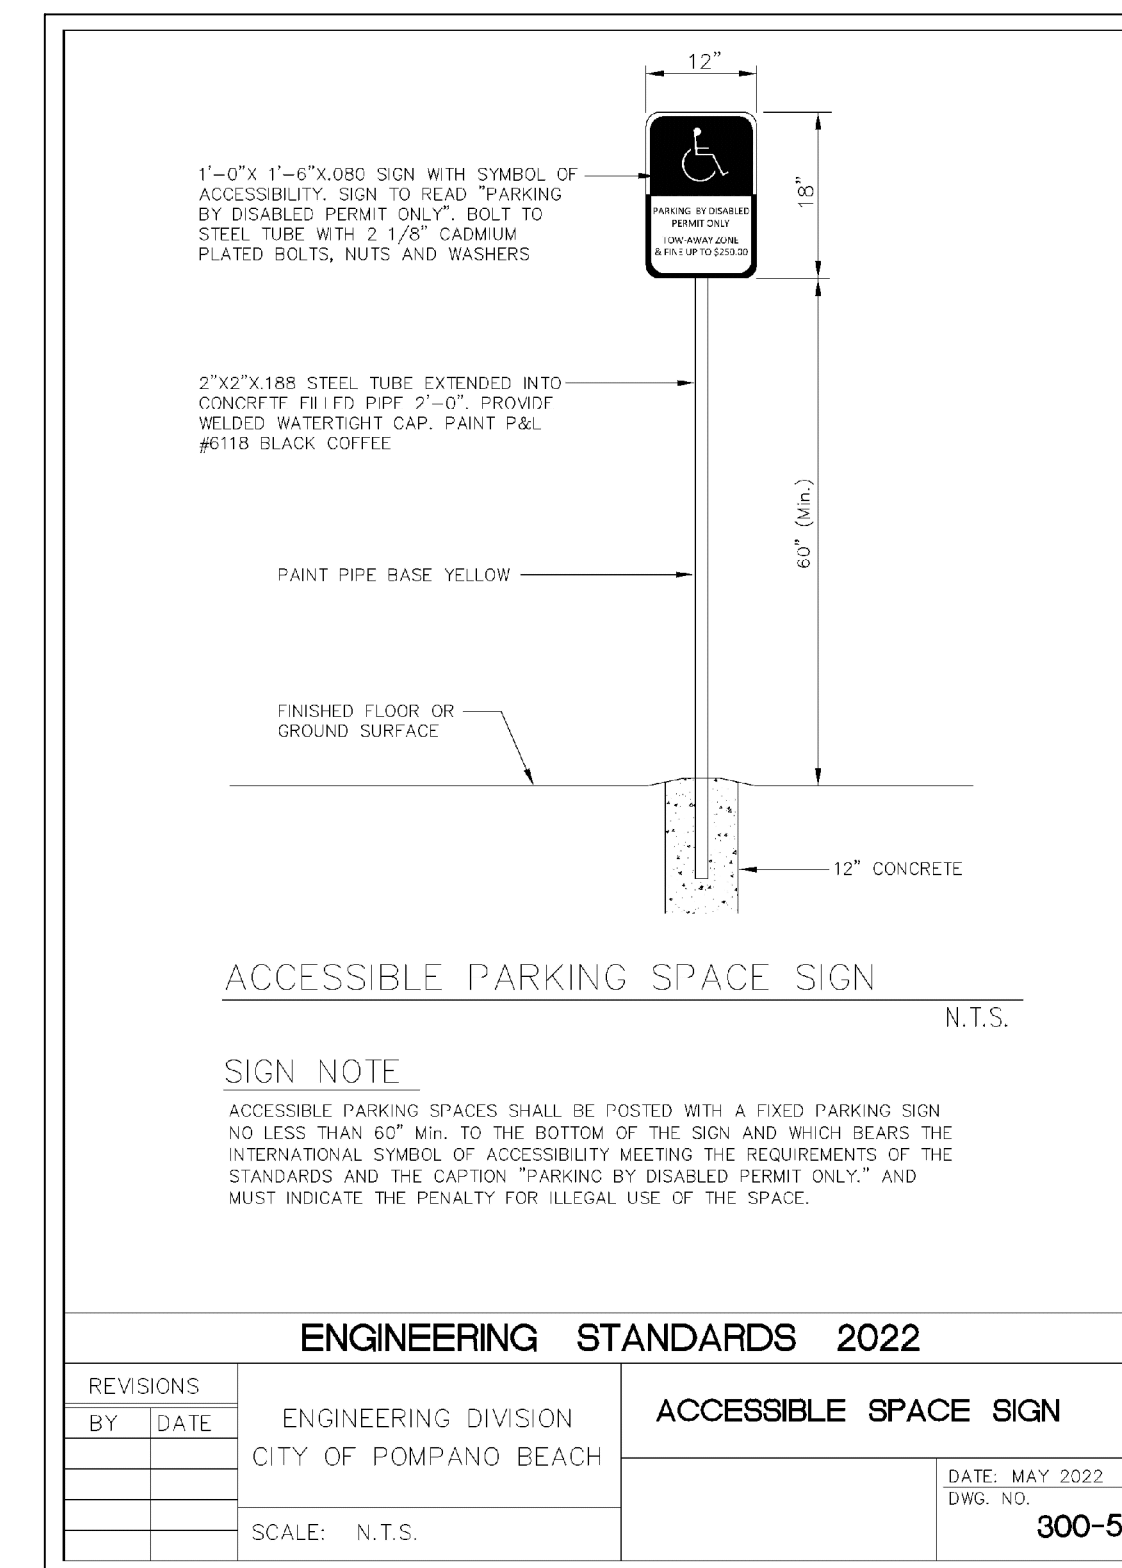 12"
1'-0"X 1'-6"X.080 SIGN WITH SYMBOL OF
ACCESSIBILITY. SIGN TO READ "PARKING
BY DISABLED PERMIT ONLY". BOLT TO
STEEL TUBE WITH 2 1/8" CADMIUM
PLATED BOLTS, NUTS AND WASHERS
18"
PARKING BY DISABLED
PERMIT ONLY
TOW-AWAY ZONE
& FINE UP TO $250.00
2"X2"X.188 STEEL TUBE EXTENDED INTO
CONCRETE FILLED PIPE 2'-0". PROVIDE
WELDED WATERTIGHT CAP. PAINT P&L
#6118 BLACK COFFEE
60" (Min.)
PAINT PIPE BASE YELLOW
FINISHED FLOOR OR
GROUND SURFACE
12" CONCRETE
ACCESSIBLE PARKING SPACE SIGN
N.T.S.
SIGN NOTE
ACCESSIBLE PARKING SPACES SHALL BE POSTED WITH A FIXED PARKING SIGN
NO LESS THAN 60" Min. TO THE BOTTOM OF THE SIGN AND WHICH BEARS THE
INTERNATIONAL SYMBOL OF ACCESSIBILITY MEETING THE REQUIREMENTS OF THE
STANDARDS AND THE CAPTION "PARKING BY DISABLED PERMIT ONLY." AND
MUST INDICATE THE PENALTY FOR ILLEGAL USE OF THE SPACE.
ENGINEERING STANDARDS 2022
REVISIONS
BY DATE
ENGINEERING DIVISION
CITY OF POMPANO BEACH
SCALE: N.T.S.
ACCESSIBLE SPACE SIGN
DATE: MAY 2022
DWG. NO.
300-5